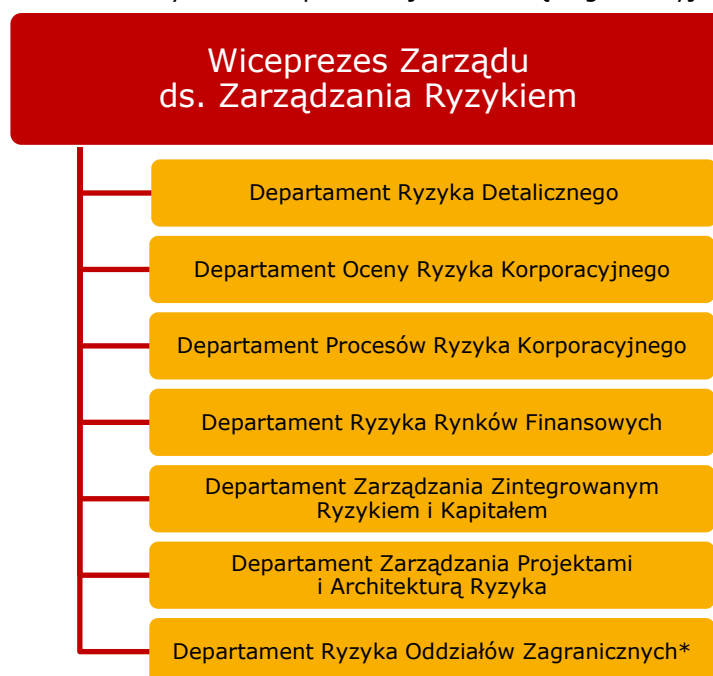 Wiceprezes Zarządu
ds. Zarządzania Ryzykiem
Departament Ryzyka Detalicznego
Departament Oceny Ryzyka Korporacyjnego
Departament Procesów Ryzyka Korporacyjnego
Departament Ryzyka Rynków Finansowych
Departament Zarządzania Zintegrowanym
Ryzykiem i Kapitałem
Departament Zarządzania Projektami
i Architekturą Ryzyka
Departament Ryzyka Oddziałów Zagranicznych*